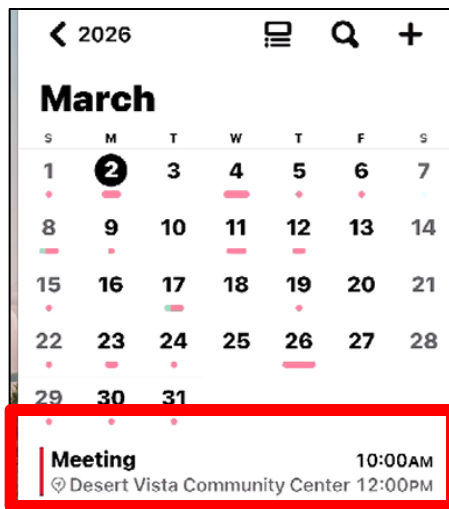 2026
March
S M T W T F S
1 2 3 4 5 6 7
8 9 10 11 12 13 14
15 16 17 18 19 20 21
22 23 24 25 26 27 28
29 30 31
Meeting 10:00AM
Desert Vista Community Center 12:00PM